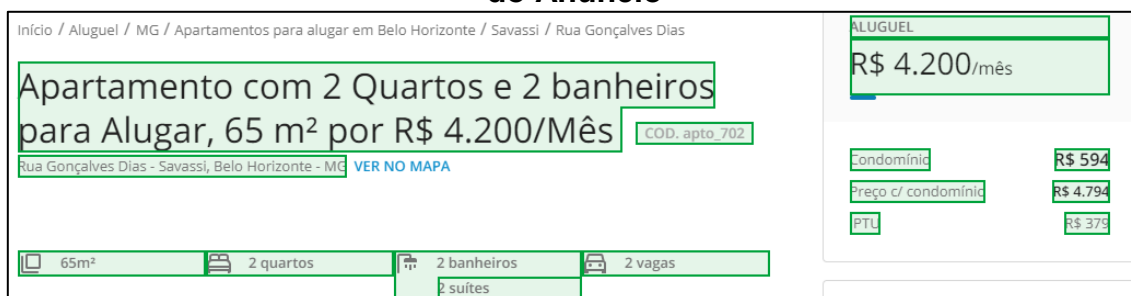 de Anúncio
Início / Aluguel / MG / Apartamentos para alugar em Belo Horizonte / Savassi / Rua Gonçalves Dias
Apartamento com 2 Quartos e 2 banheiros
para Alugar, 65 m² por R$ 4.200/Mês
COD. apto_702
Rua Gonçalves Dias - Savassi, Belo Horizonte - MG VER NO MAPA
65m²
2 quartos
2 banheiros
2 vagas
2 suítes
ALUGUEL
R$ 4.200/mês
Condomínio R$ 594
Preço c/ condomínio R$ 4.794
IPTU R$ 379